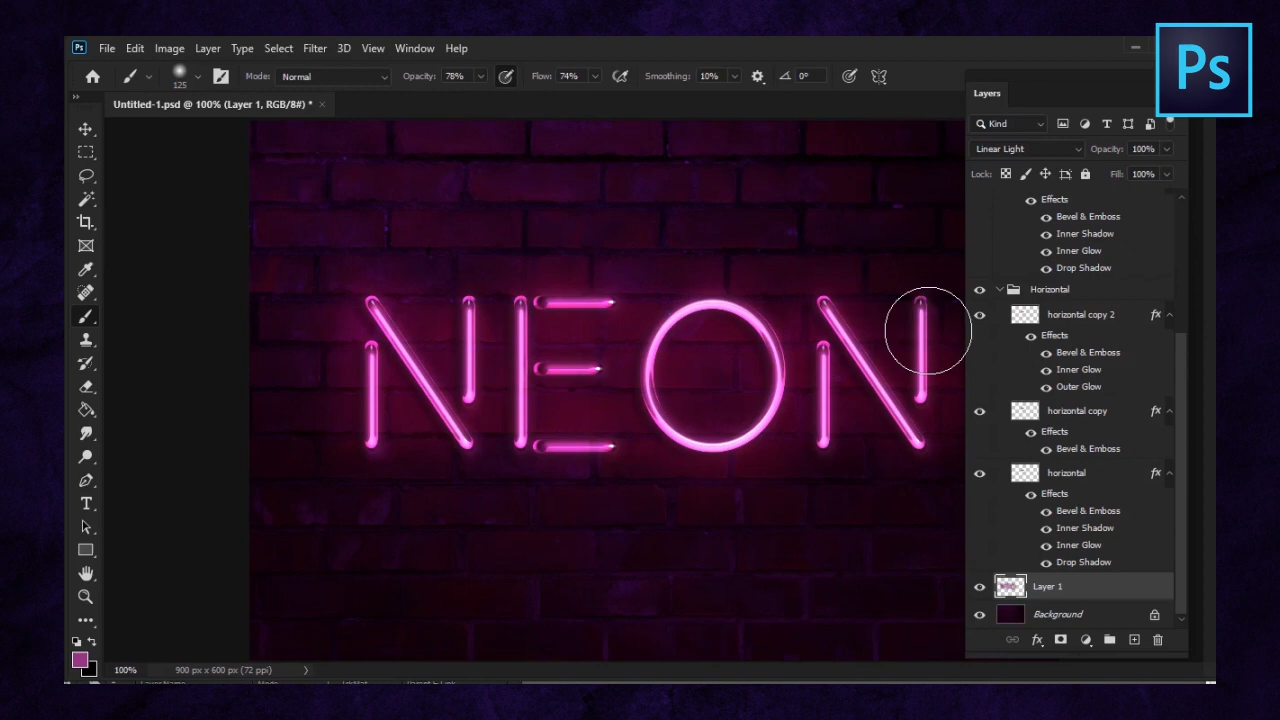 Ps
Ps File Edit Image Layer Type Select Filter 3D View Window Help
125 Mode: Normal Opacity: 78% Flow: 74% Smoothing: 10% 0°
Untitled-1.psd @ 100% (Layer 1, RGB/8#) *
Layers
Kind
Linear Light Opacity: 100%
Lock: Fill: 100%
Effects
Bevel & Emboss
Inner Shadow
Inner Glow
Drop Shadow
Horizontal
horizontal copy 2 fx
Effects
Bevel & Emboss
Inner Glow
Outer Glow
horizontal copy fx
Effects
Bevel & Emboss
horizontal fx
Effects
Bevel & Emboss
Inner Shadow
Inner Glow
Drop Shadow
Layer 1
Background
fx
NEON
100% 900 px x 600 px (72 ppi)